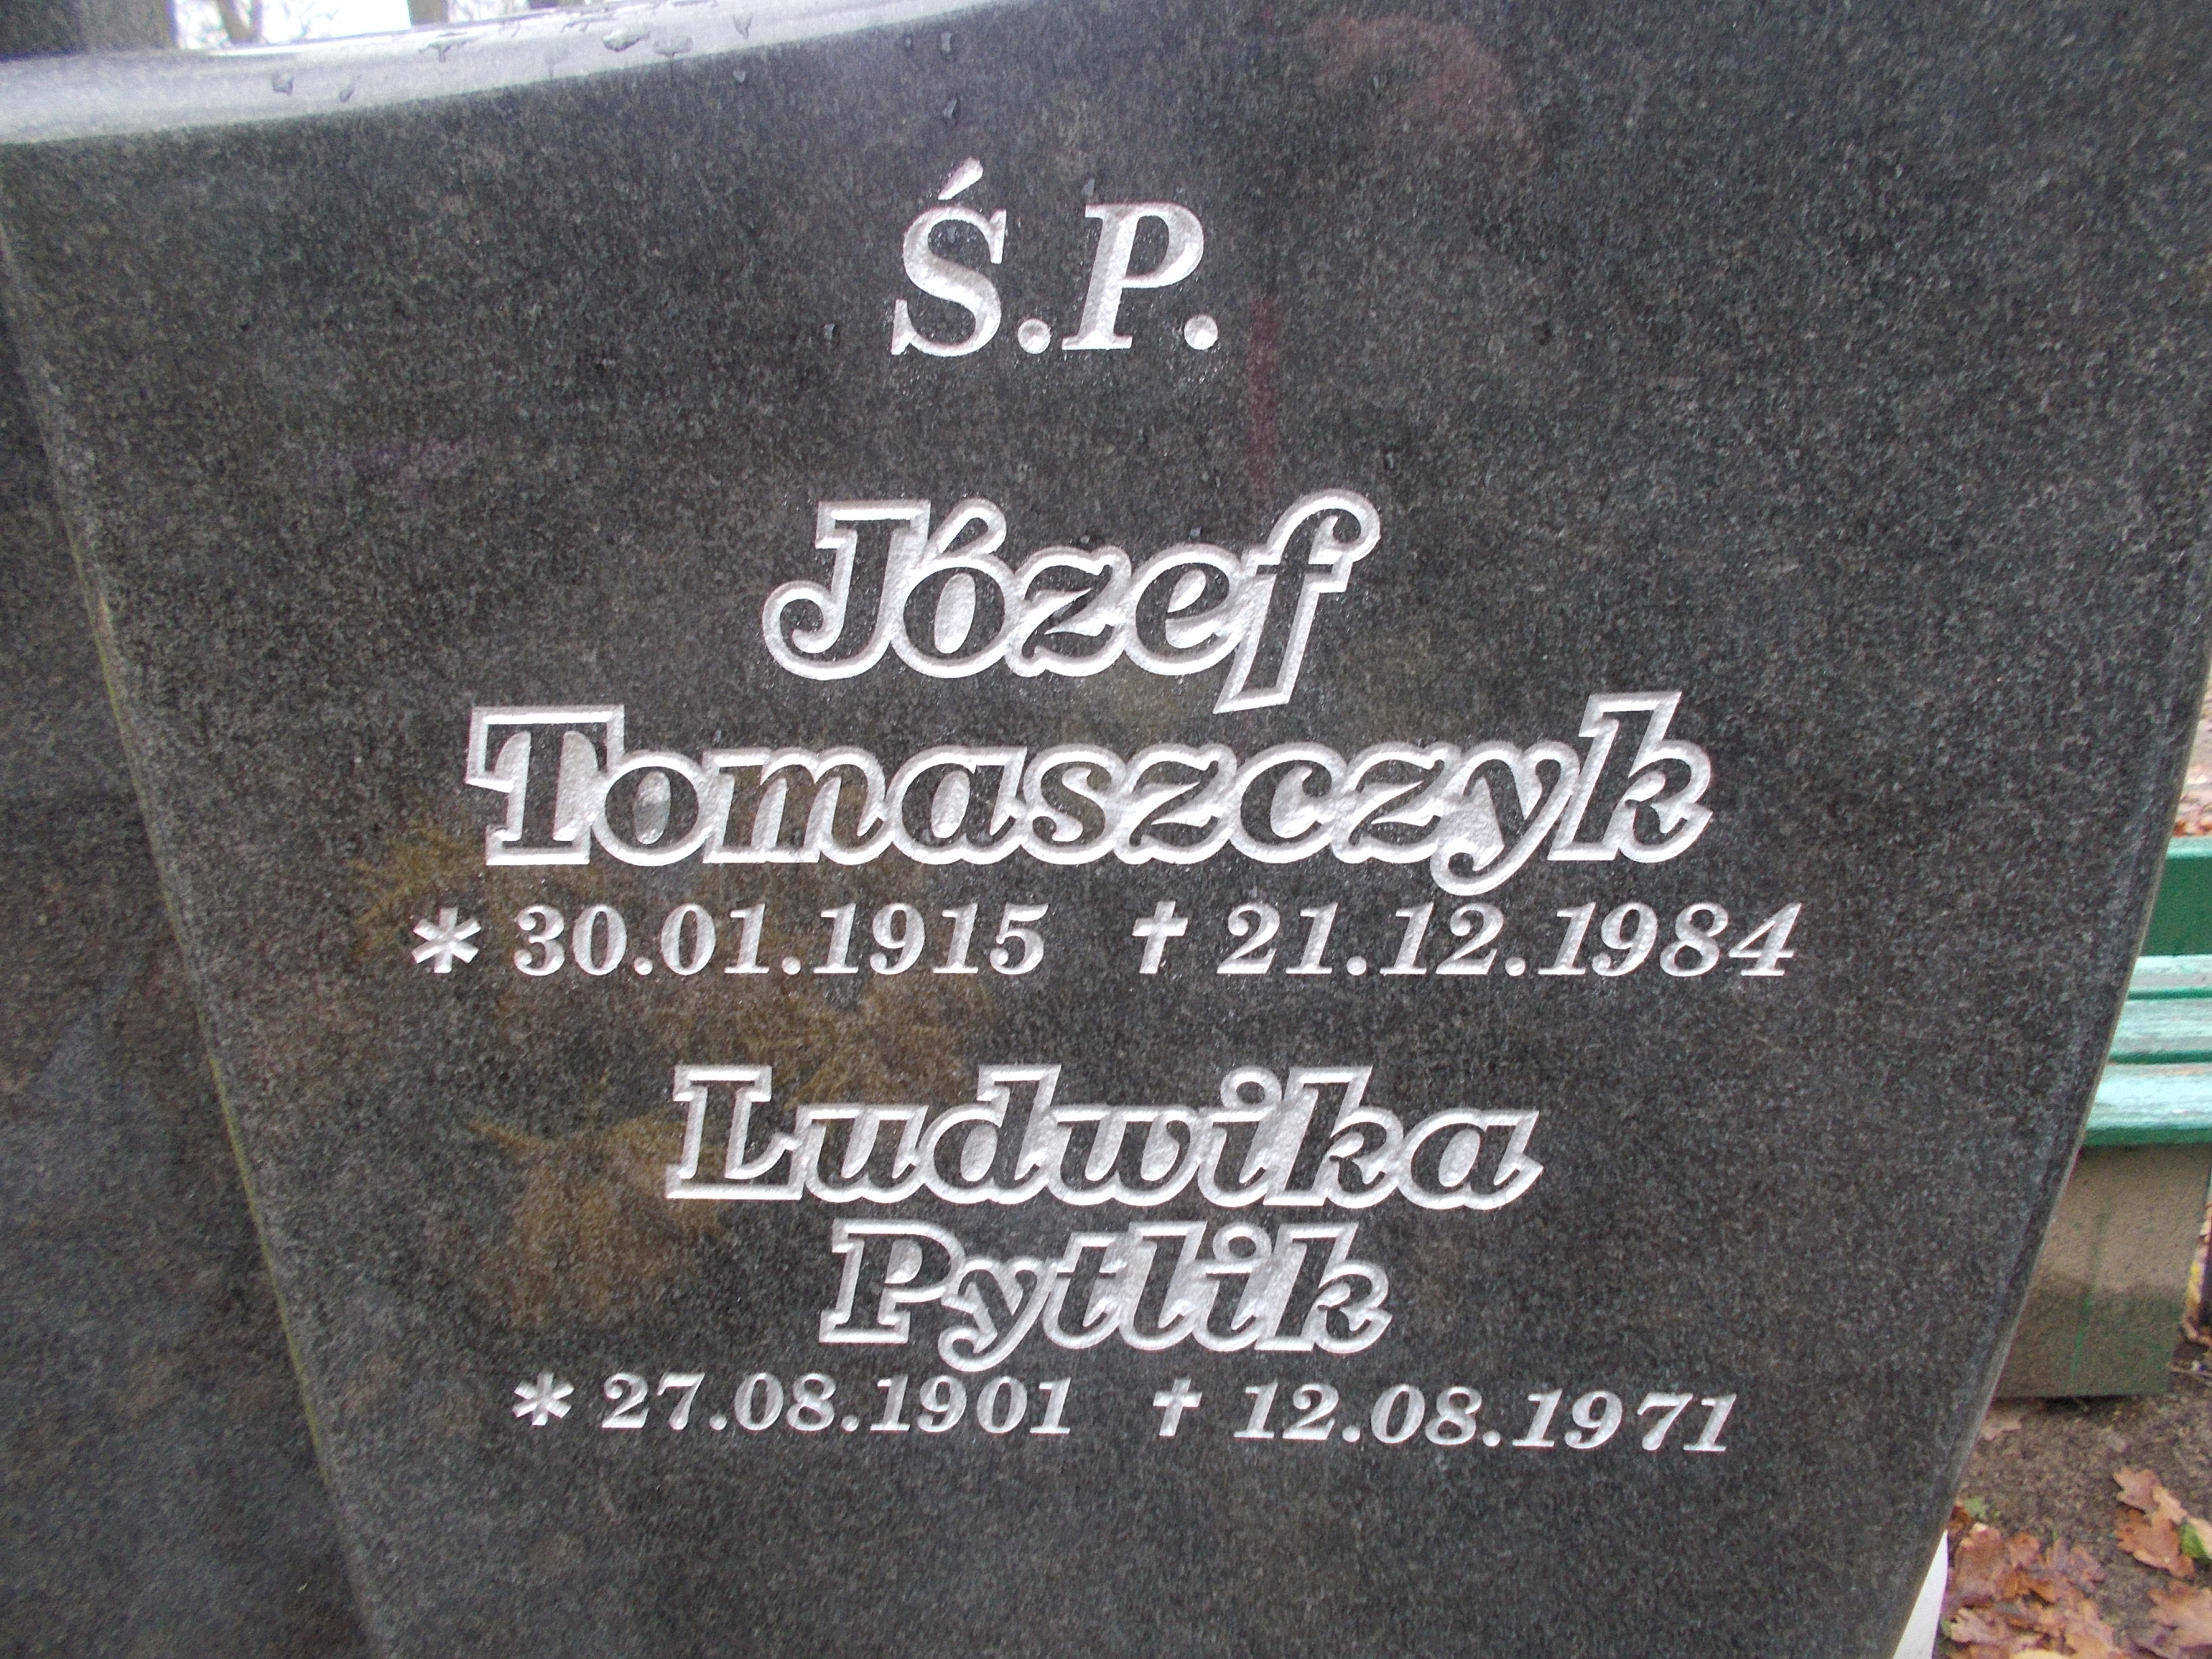 Ś.P.
Józef
Tomaszczyk
* 30.01.1915 † 21.12.1984
Ludwika
Pytlik
* 27.08.1901 † 12.08.1971